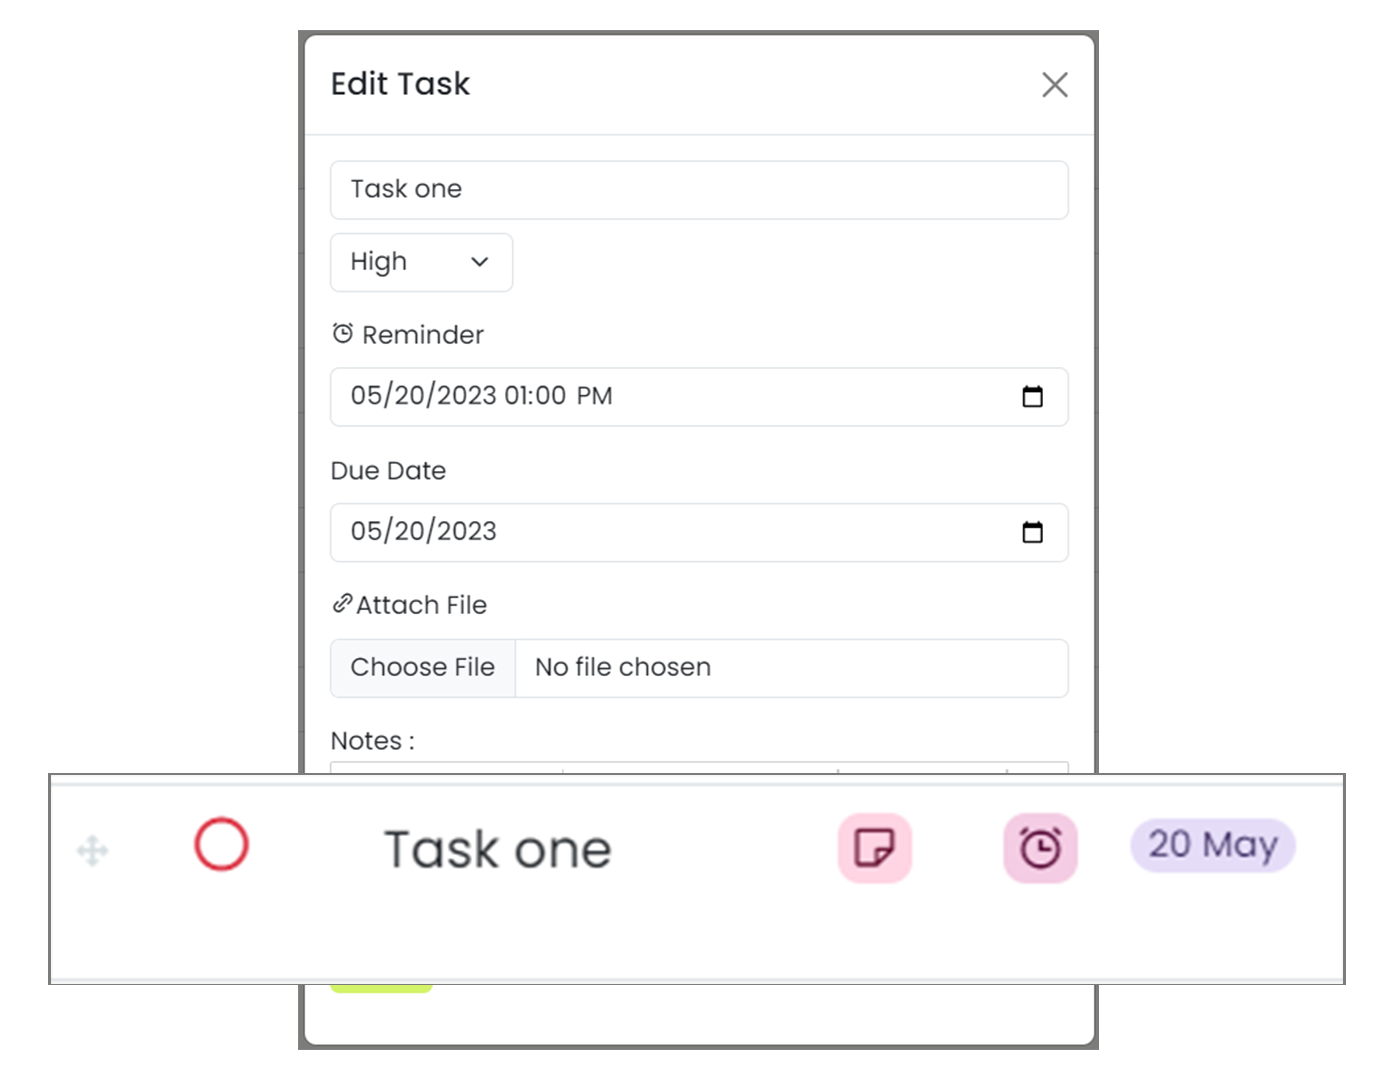 Edit Task
Task one
High
Reminder
05/20/2023 01:00 PM
Due Date
05/20/2023
Attach File
Choose File No file chosen
Notes :
Task one 20 May